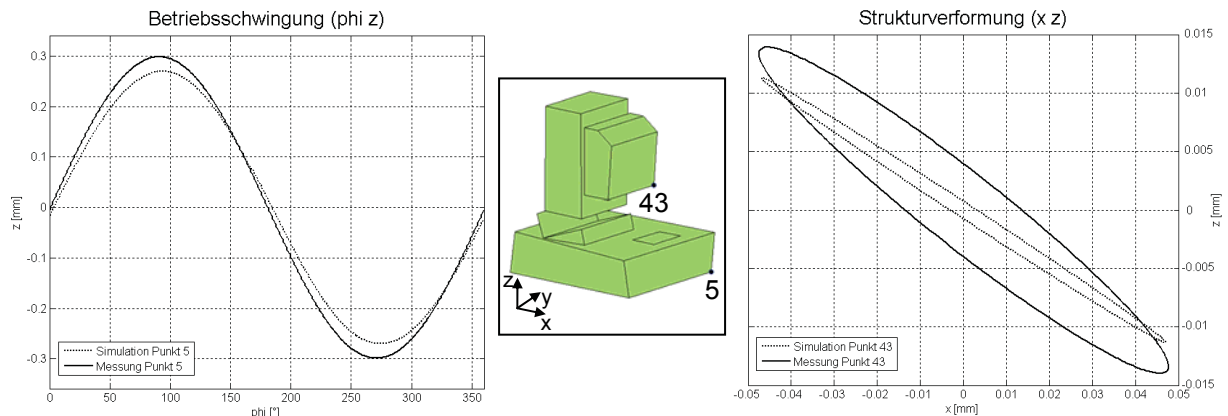 Betriebsschwingung (phi z)
0.3
0.2
0.1
0
-0.1
-0.2
-0.3
z [mm]
Simulation Punkt 5
Messung Punkt 5
0 50 100 150 200 250 300 350
phi [°]
43
5
z
y
x
Strukturverformung (x z)
0.015
0.01
0.005
0
-0.005
-0.01
-0.015
z [mm]
Simulation Punkt 43
Messung Punkt 43
-0.05 -0.04 -0.03 -0.02 -0.01 0 0.01 0.02 0.03 0.04 0.05
x [mm]